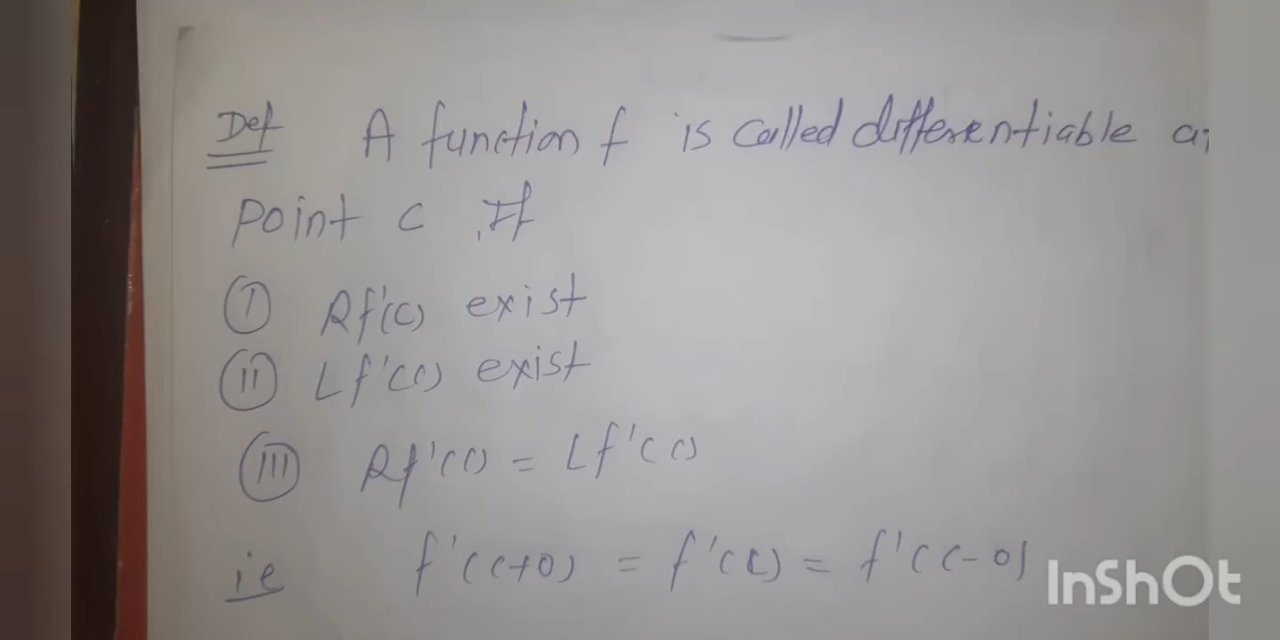 Def A function f is called differentiable a
point c If
(I) Rf'(c) exist
(II) Lf'(c) exist
(III) Rf'(c) = Lf'(c)
ie f'(c+0) = f'(c) = f'(c-0)
InShOt